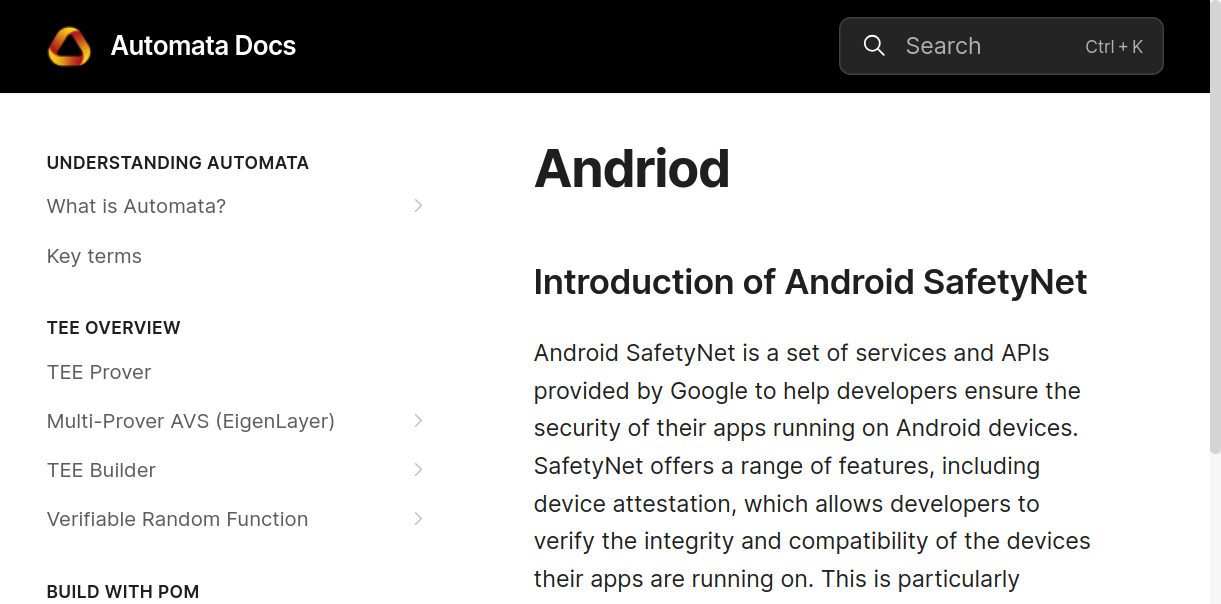 Automata Docs
Search
Ctrl + K
UNDERSTANDING AUTOMATA
What is Automata?
Key terms
TEE OVERVIEW
TEE Prover
Multi-Prover AVS (EigenLayer)
TEE Builder
Verifiable Random Function
BUILD WITH POM
Andriod
Introduction of Android SafetyNet
Android SafetyNet is a set of services and APIs
provided by Google to help developers ensure the
security of their apps running on Android devices.
SafetyNet offers a range of features, including
device attestation, which allows developers to
verify the integrity and compatibility of the devices
their apps are running on. This is particularly